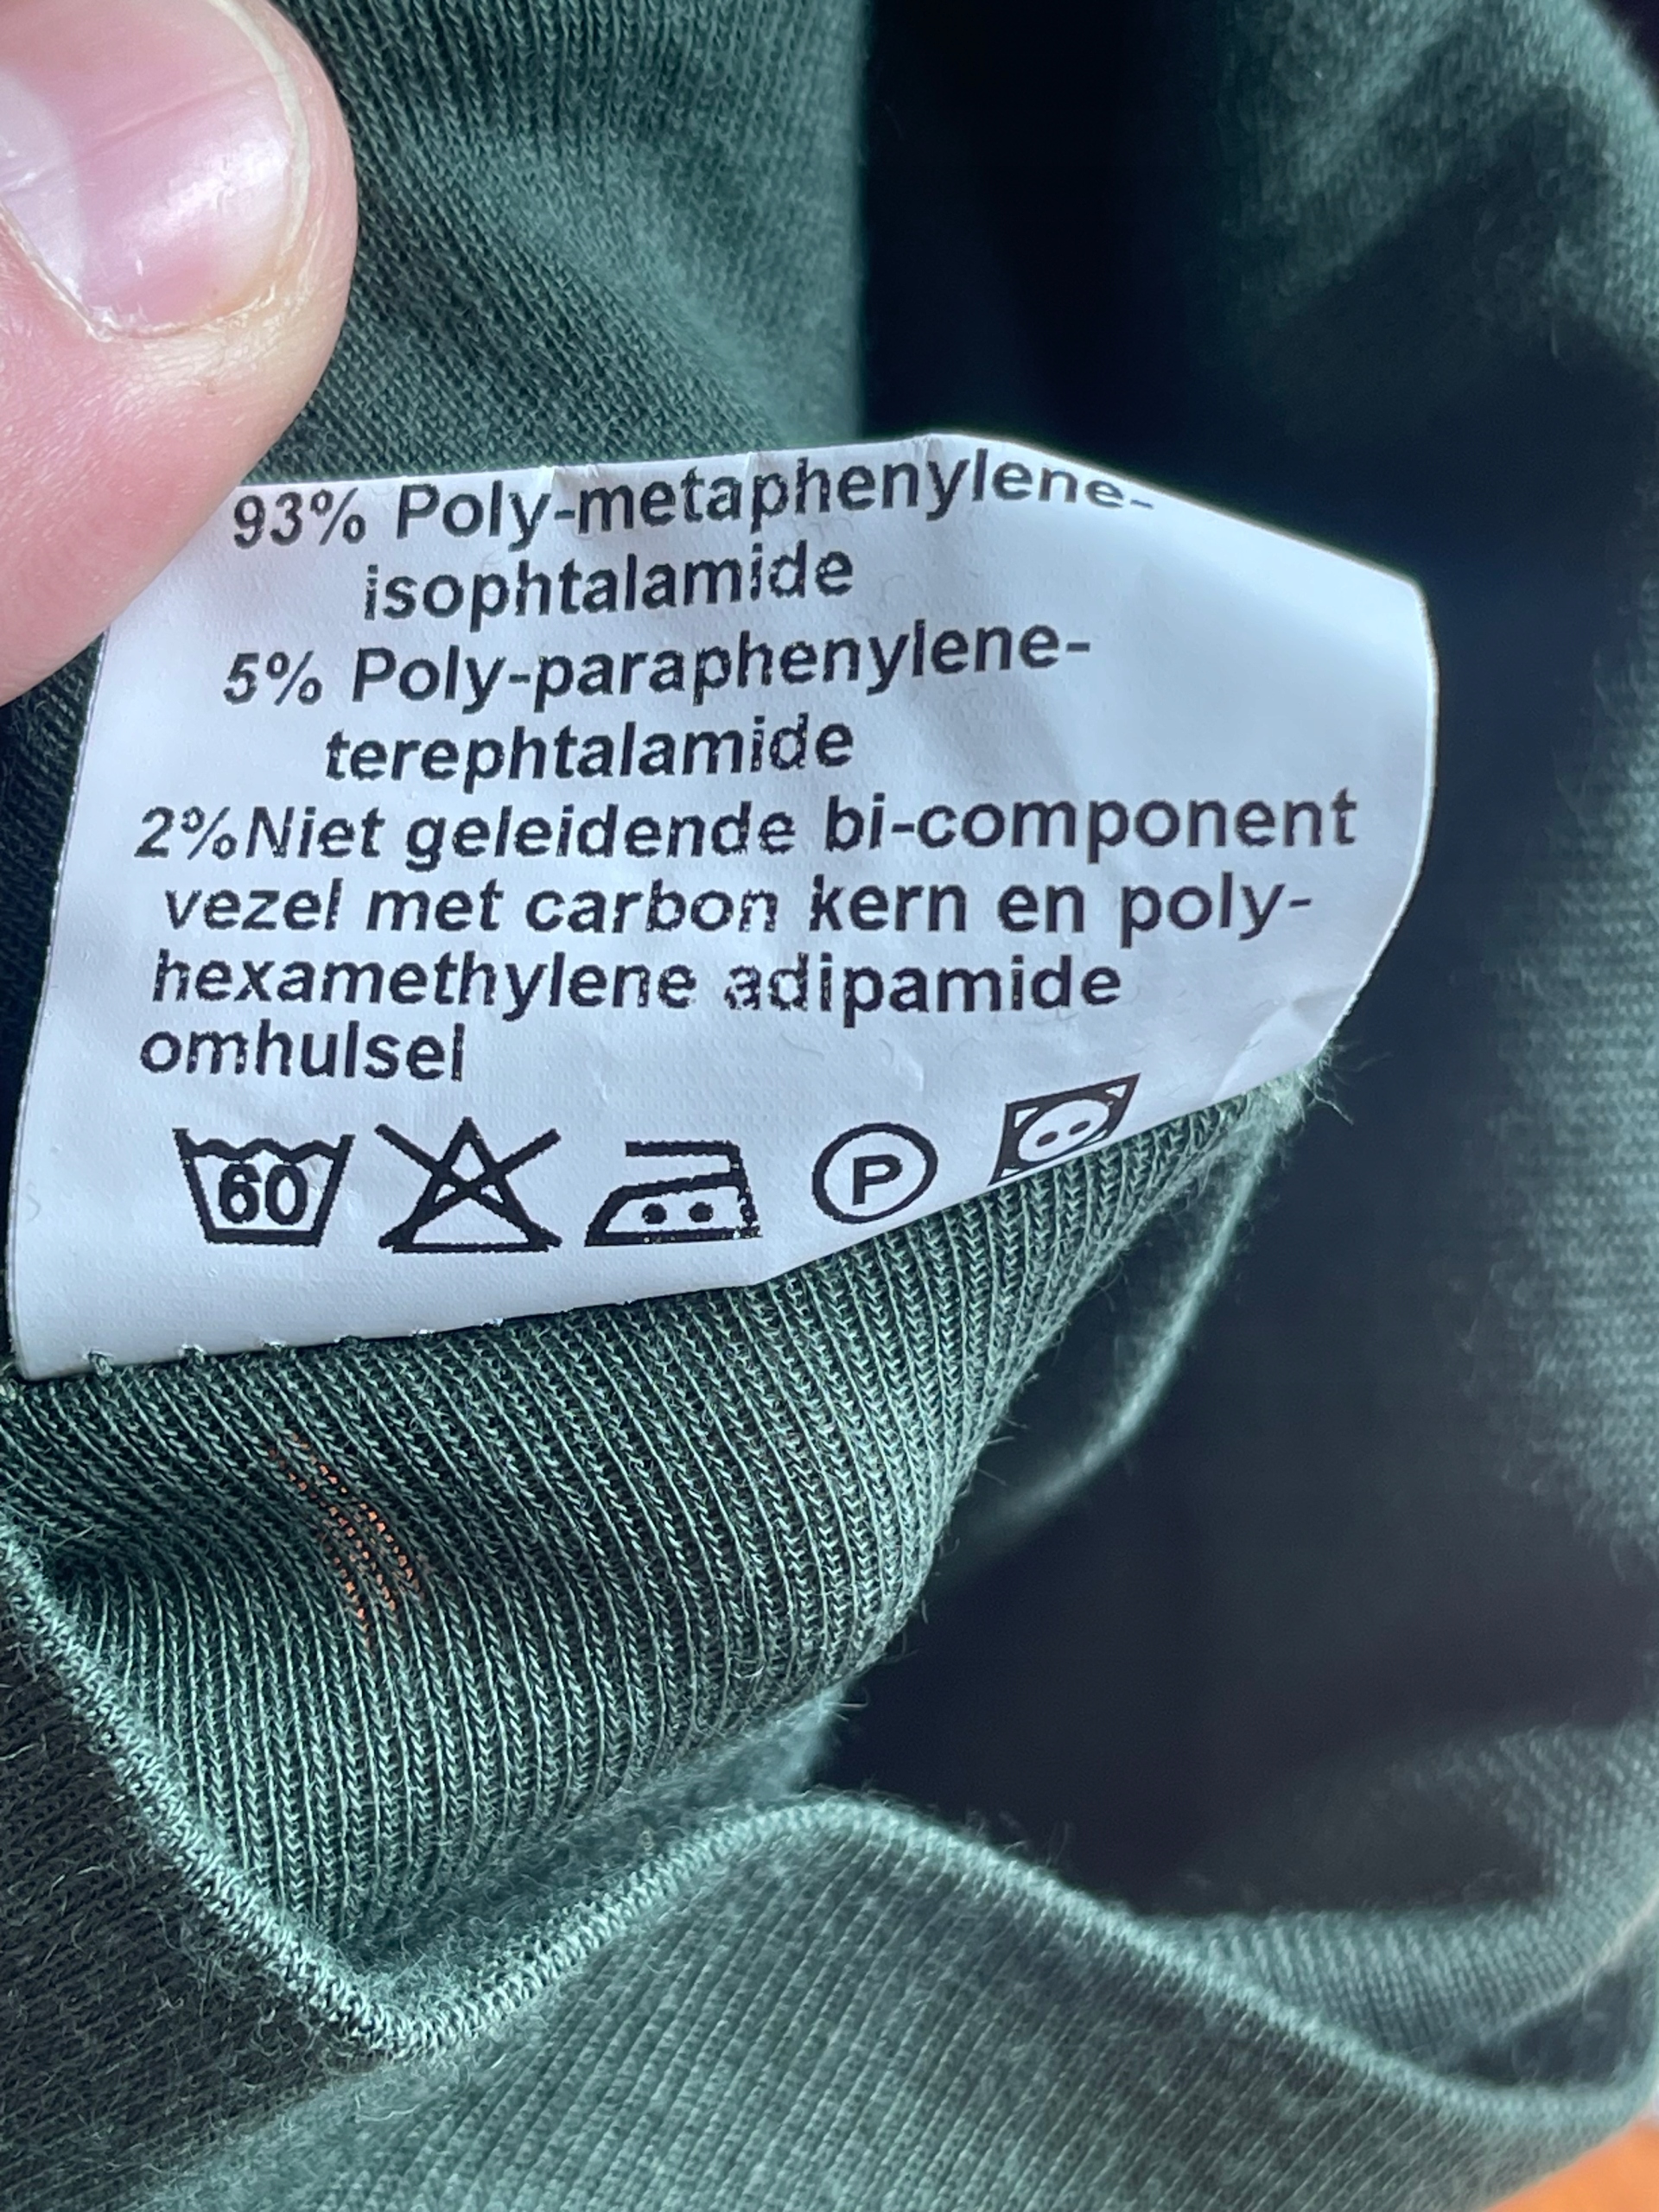 93% Poly-metaphenylene-
isophtalamide
5% Poly-paraphenylene-
terephtalamide
2%Niet geleidende bi-component
vezel met carbon kern en poly-
hexamethylene adipamide
omhulsel
60 P